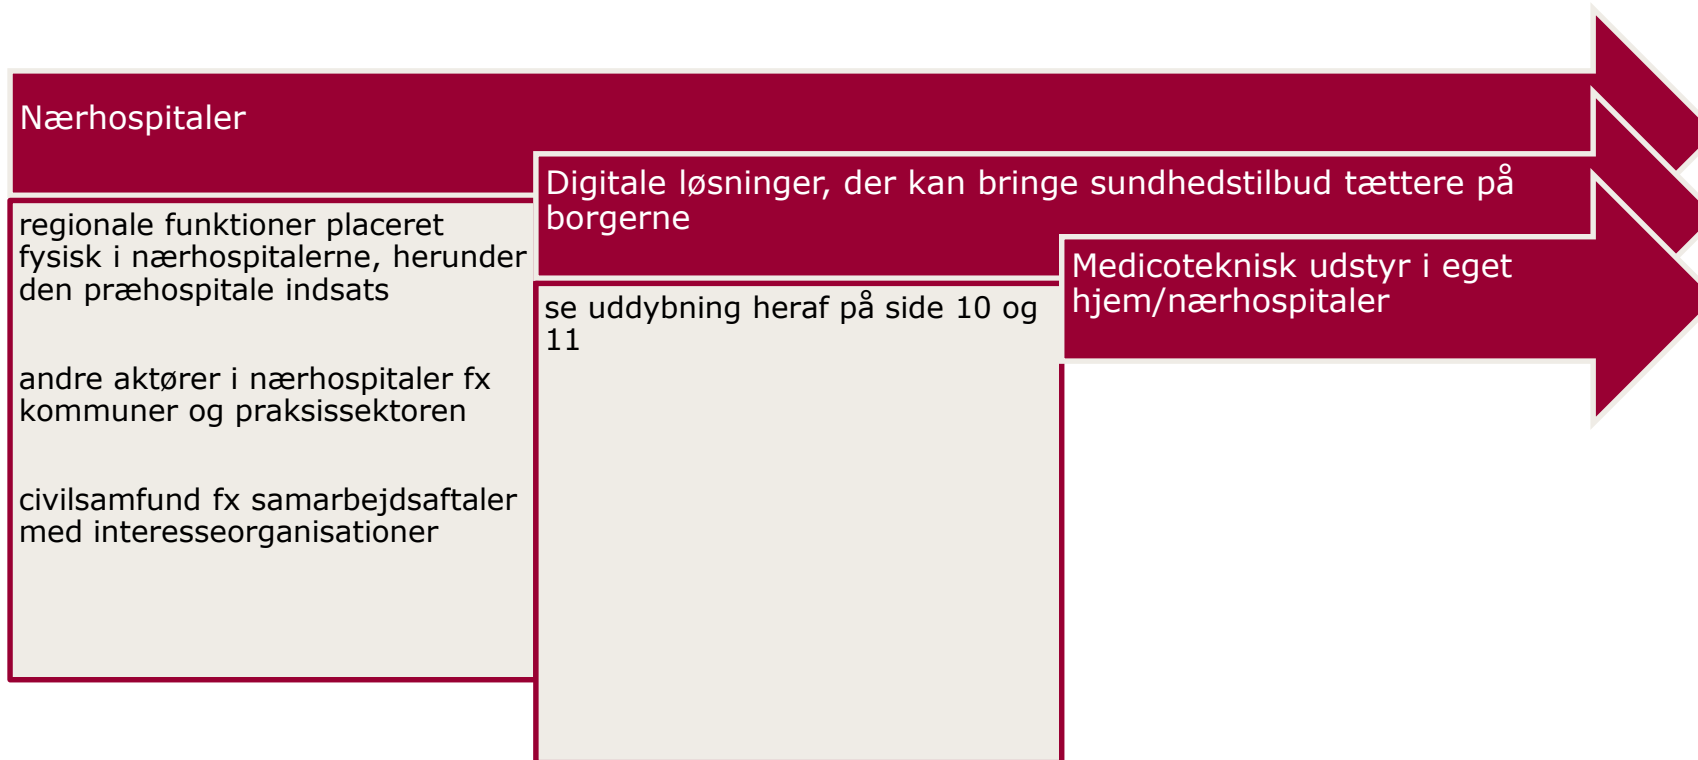 Nærhospitaler
regionale funktioner placeret
fysisk i nærhospitalerne, herunder
den præhospitale indsats
andre aktører i nærhospitaler fx
kommuner og praksissektoren
civilsamfund fx samarbejdsaftaler
med interesseorganisationer
Digitale løsninger, der kan bringe sundhedstilbud tættere på
borgerne
se uddybning heraf på side 10 og
11
Medicoteknisk udstyr i eget
hjem/nærhospitaler